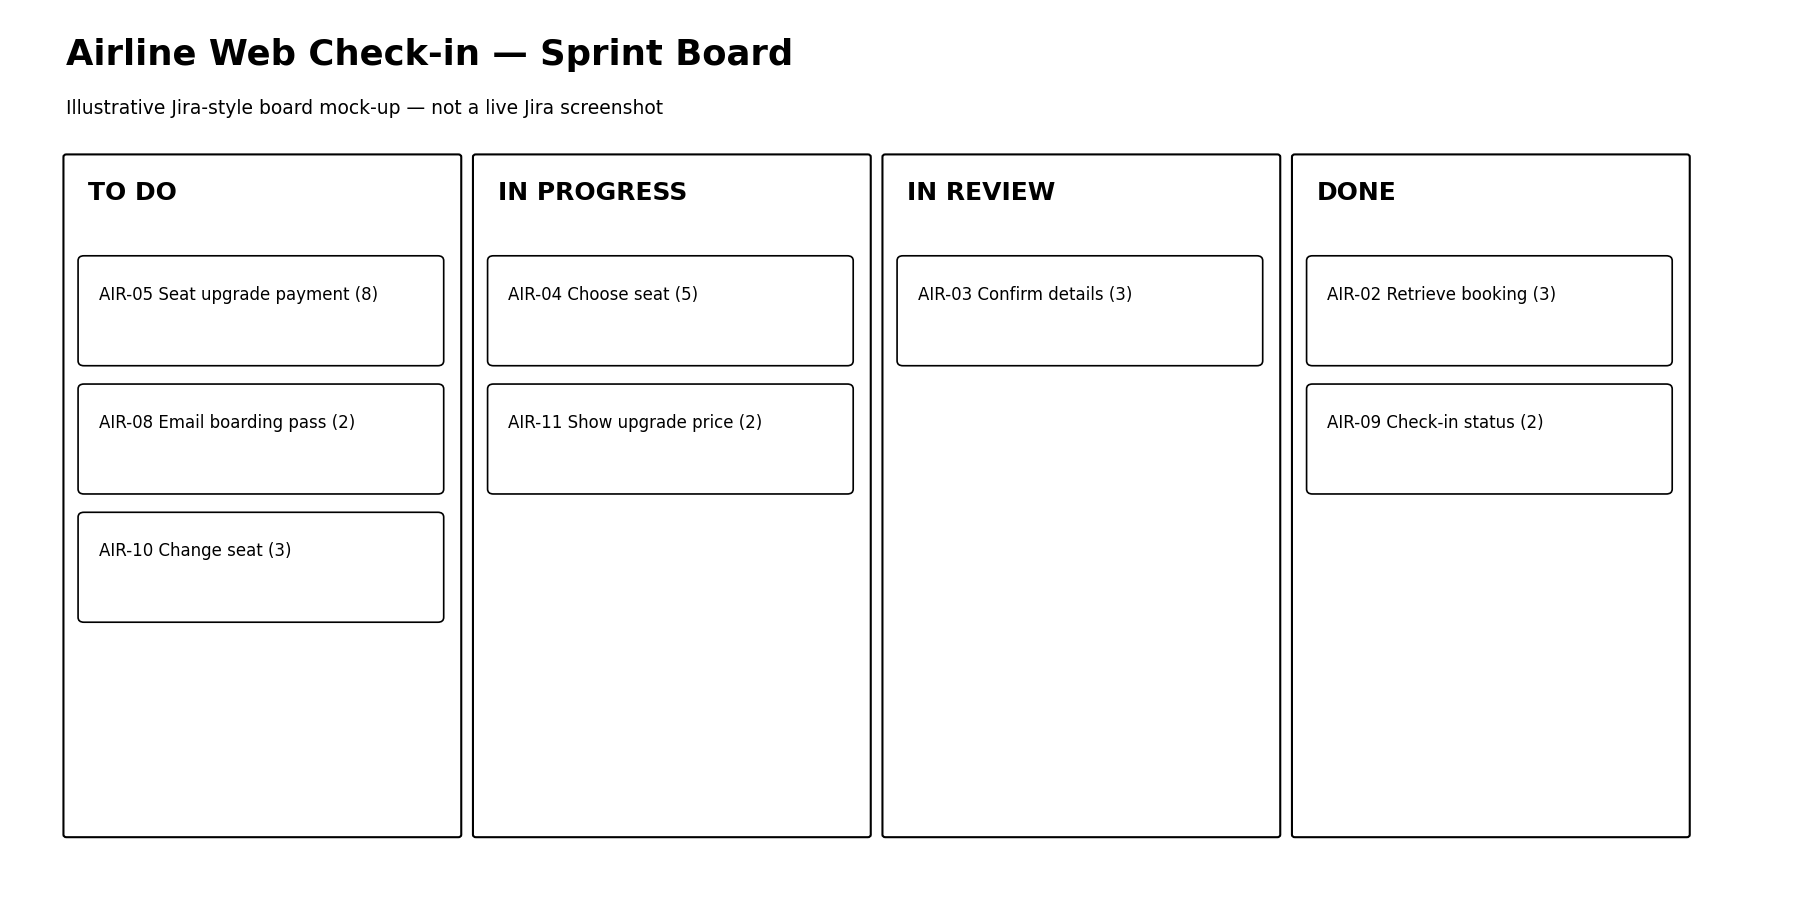 Airline Web Check-in — Sprint Board
Illustrative Jira-style board mock-up — not a live Jira screenshot
TO DO
AIR-05 Seat upgrade payment (8)
AIR-08 Email boarding pass (2)
AIR-10 Change seat (3)
IN PROGRESS
AIR-04 Choose seat (5)
AIR-11 Show upgrade price (2)
IN REVIEW
AIR-03 Confirm details (3)
DONE
AIR-02 Retrieve booking (3)
AIR-09 Check-in status (2)